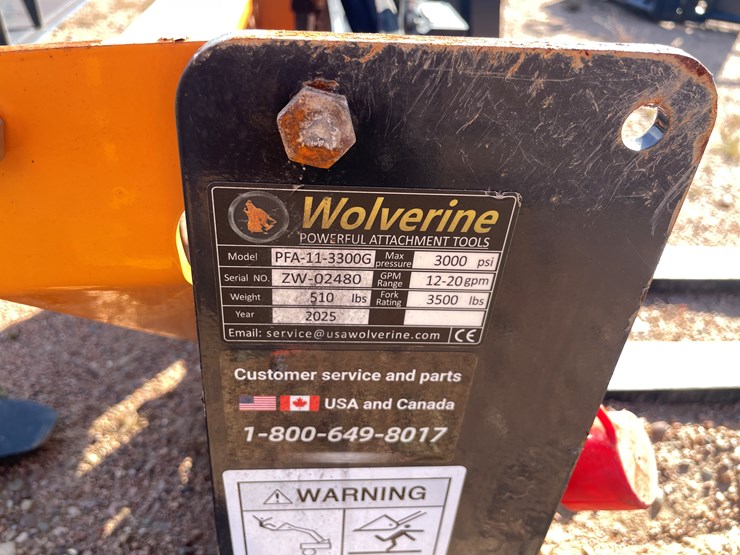 Wolverine
POWERFUL ATTACHMENT TOOLS
Model PFA-11-3300G Max pressure 3000 psi
Serial NO. ZW-02480 GPM Range 12-20 gpm
Weight 510 lbs Fork Rating 3500 lbs
Year 2025
Email: service@usawolverine.com CE
Customer service and parts
USA and Canada
1-800-649-8017
WARNING